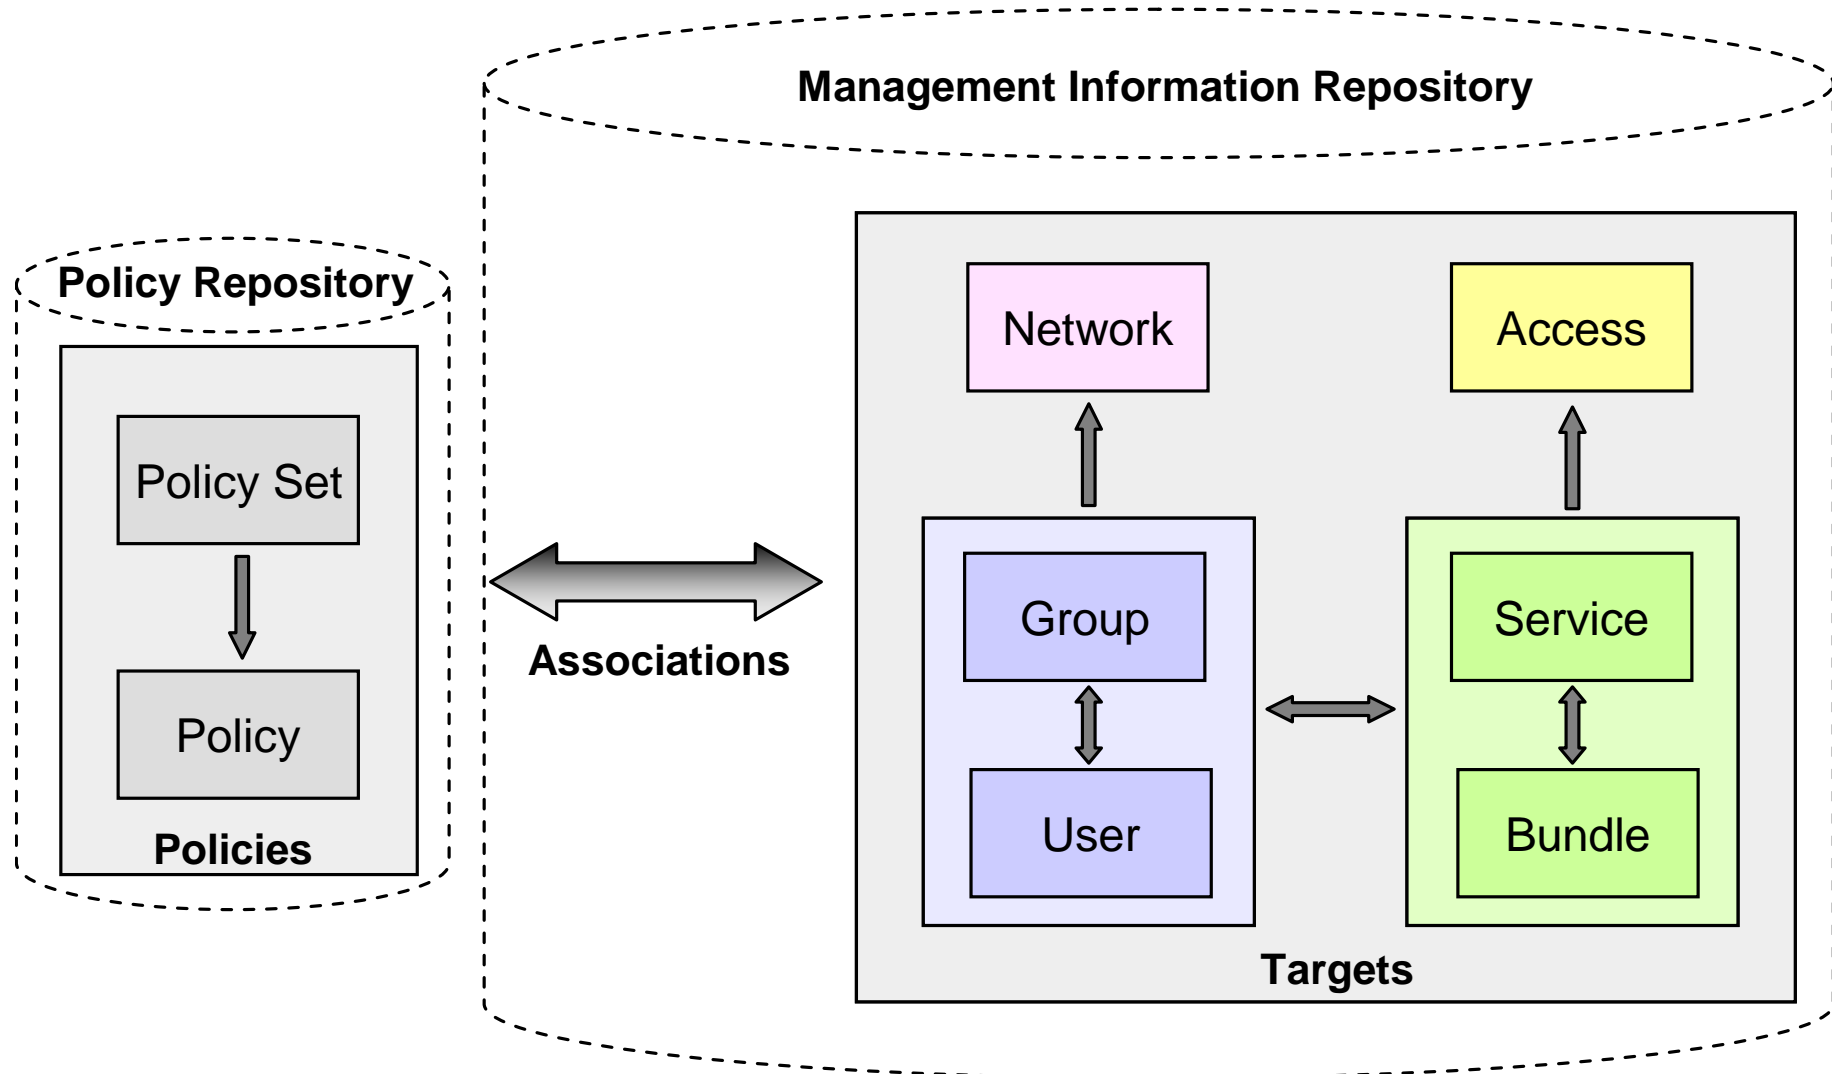 Management Information Repository
Policy Repository
Network
Access
Policy Set
Group
Service
Associations
Policy
User
Bundle
Policies
Targets